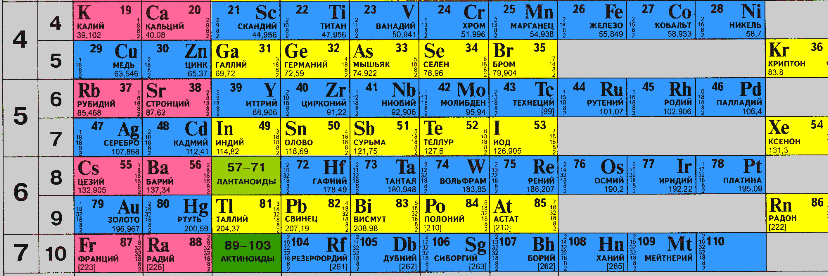 4
4
K 19 Ca 20 21 Sc 22 Ti 23 V 24 Cr 25 Mn 26 Fe 27 Co 28 Ni
КАЛИЙ КАЛЬЦИЙ СКАНДИЙ ТИТАН ВАНАДИЙ ХРОМ МАРГАНЕЦ ЖЕЛЕЗО КОБАЛЬТ НИКЕЛЬ
39,102 40,08 44,956 47,956 50,941 51,996 54,938 55,849 58,933 58,7
5
29 Cu 30 Zn Ga 31 Ge 32 As 33 Se 34 Br 35 Kr 36
МЕДЬ ЦИНК ГАЛЛИЙ ГЕРМАНИЙ МЫШЬЯК СЕЛЕН БРОМ КРИПТОН
63,546 65,37 69,72 72,59 74,922 78,96 79,904 83,8
5
6
Rb 37 Sr 38 39 Y 40 Zr 41 Nb 42 Mo 43 Tc 44 Ru 45 Rh 46 Pd
РУБИДИЙ СТРОНЦИЙ ИТТРИЙ ЦИРКОНИЙ НИОБИЙ МОЛИБДЕН ТЕХНЕЦИЙ РУТЕНИЙ РОДИЙ ПАЛЛАДИЙ
85,468 87,62 88,906 91,22 92,906 95,94 [99] 101,07 102,906 106,4
7
47 Ag 48 Cd In 49 Sn 50 Sb 51 Te 52 I 53 Xe 54
СЕРЕБРО КАДМИЙ ИНДИЙ ОЛОВО СУРЬМА ТЕЛЛУР ИОД КСЕНОН
107,868 112,41 114,82 118,69 121,75 127,6 126,905 131,3
6
8
Cs 55 Ba 56 57–71 72 Hf 73 Ta 74 W 75 Re 76 Os 77 Ir 78 Pt
ЦЕЗИЙ БАРИЙ ЛАНТАНОИДЫ ГАФНИЙ ТАНТАЛ ВОЛЬФРАМ РЕНИЙ ОСМИЙ ИРИДИЙ ПЛАТИНА
132,905 137,34 178,49 180,948 183,85 186,207 190,2 192,22 195,09
9
79 Au 80 Hg Tl 81 Pb 82 Bi 83 Po 84 At 85 Rn 86
ЗОЛОТО РТУТЬ ТАЛЛИЙ СВИНЕЦ ВИСМУТ ПОЛОНИЙ АСТАТ РАДОН
196,967 200,59 204,37 207,19 208,98 [210] [210] [222]
7
10
Fr 87 Ra 88 89–103 104 Rf 105 Db 106 Sg 107 Bh 108 Hn 109 Mt 110
ФРАНЦИЙ РАДИЙ АКТИНОИДЫ РЕЗЕРФОРДИЙ ДУБНИЙ СИБОРГИЙ БОРИЙ ХАНИЙ МЕЙТНЕРИЙ
[223] [226] [261] [262] [263] [262] [265]